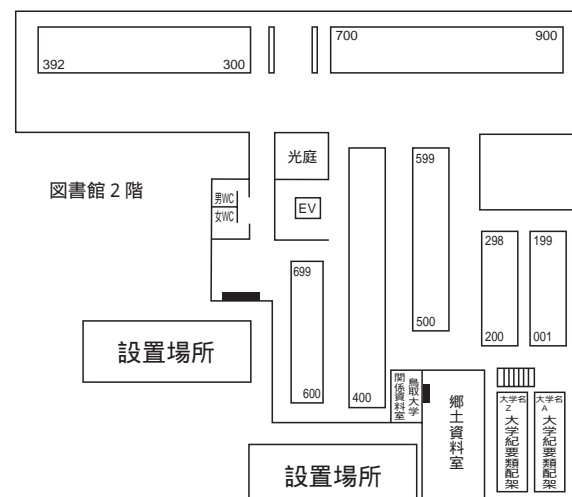 700
900
392
300
光庭
599
図書館2階
男WC
女WC
EV
298
199
699
設置場所
500
200
001
600
400
関係資料室
鳥取大学
郷土資料室
大学名
Z
大学紀要類配架
大学名
A
大学紀要類配架
設置場所